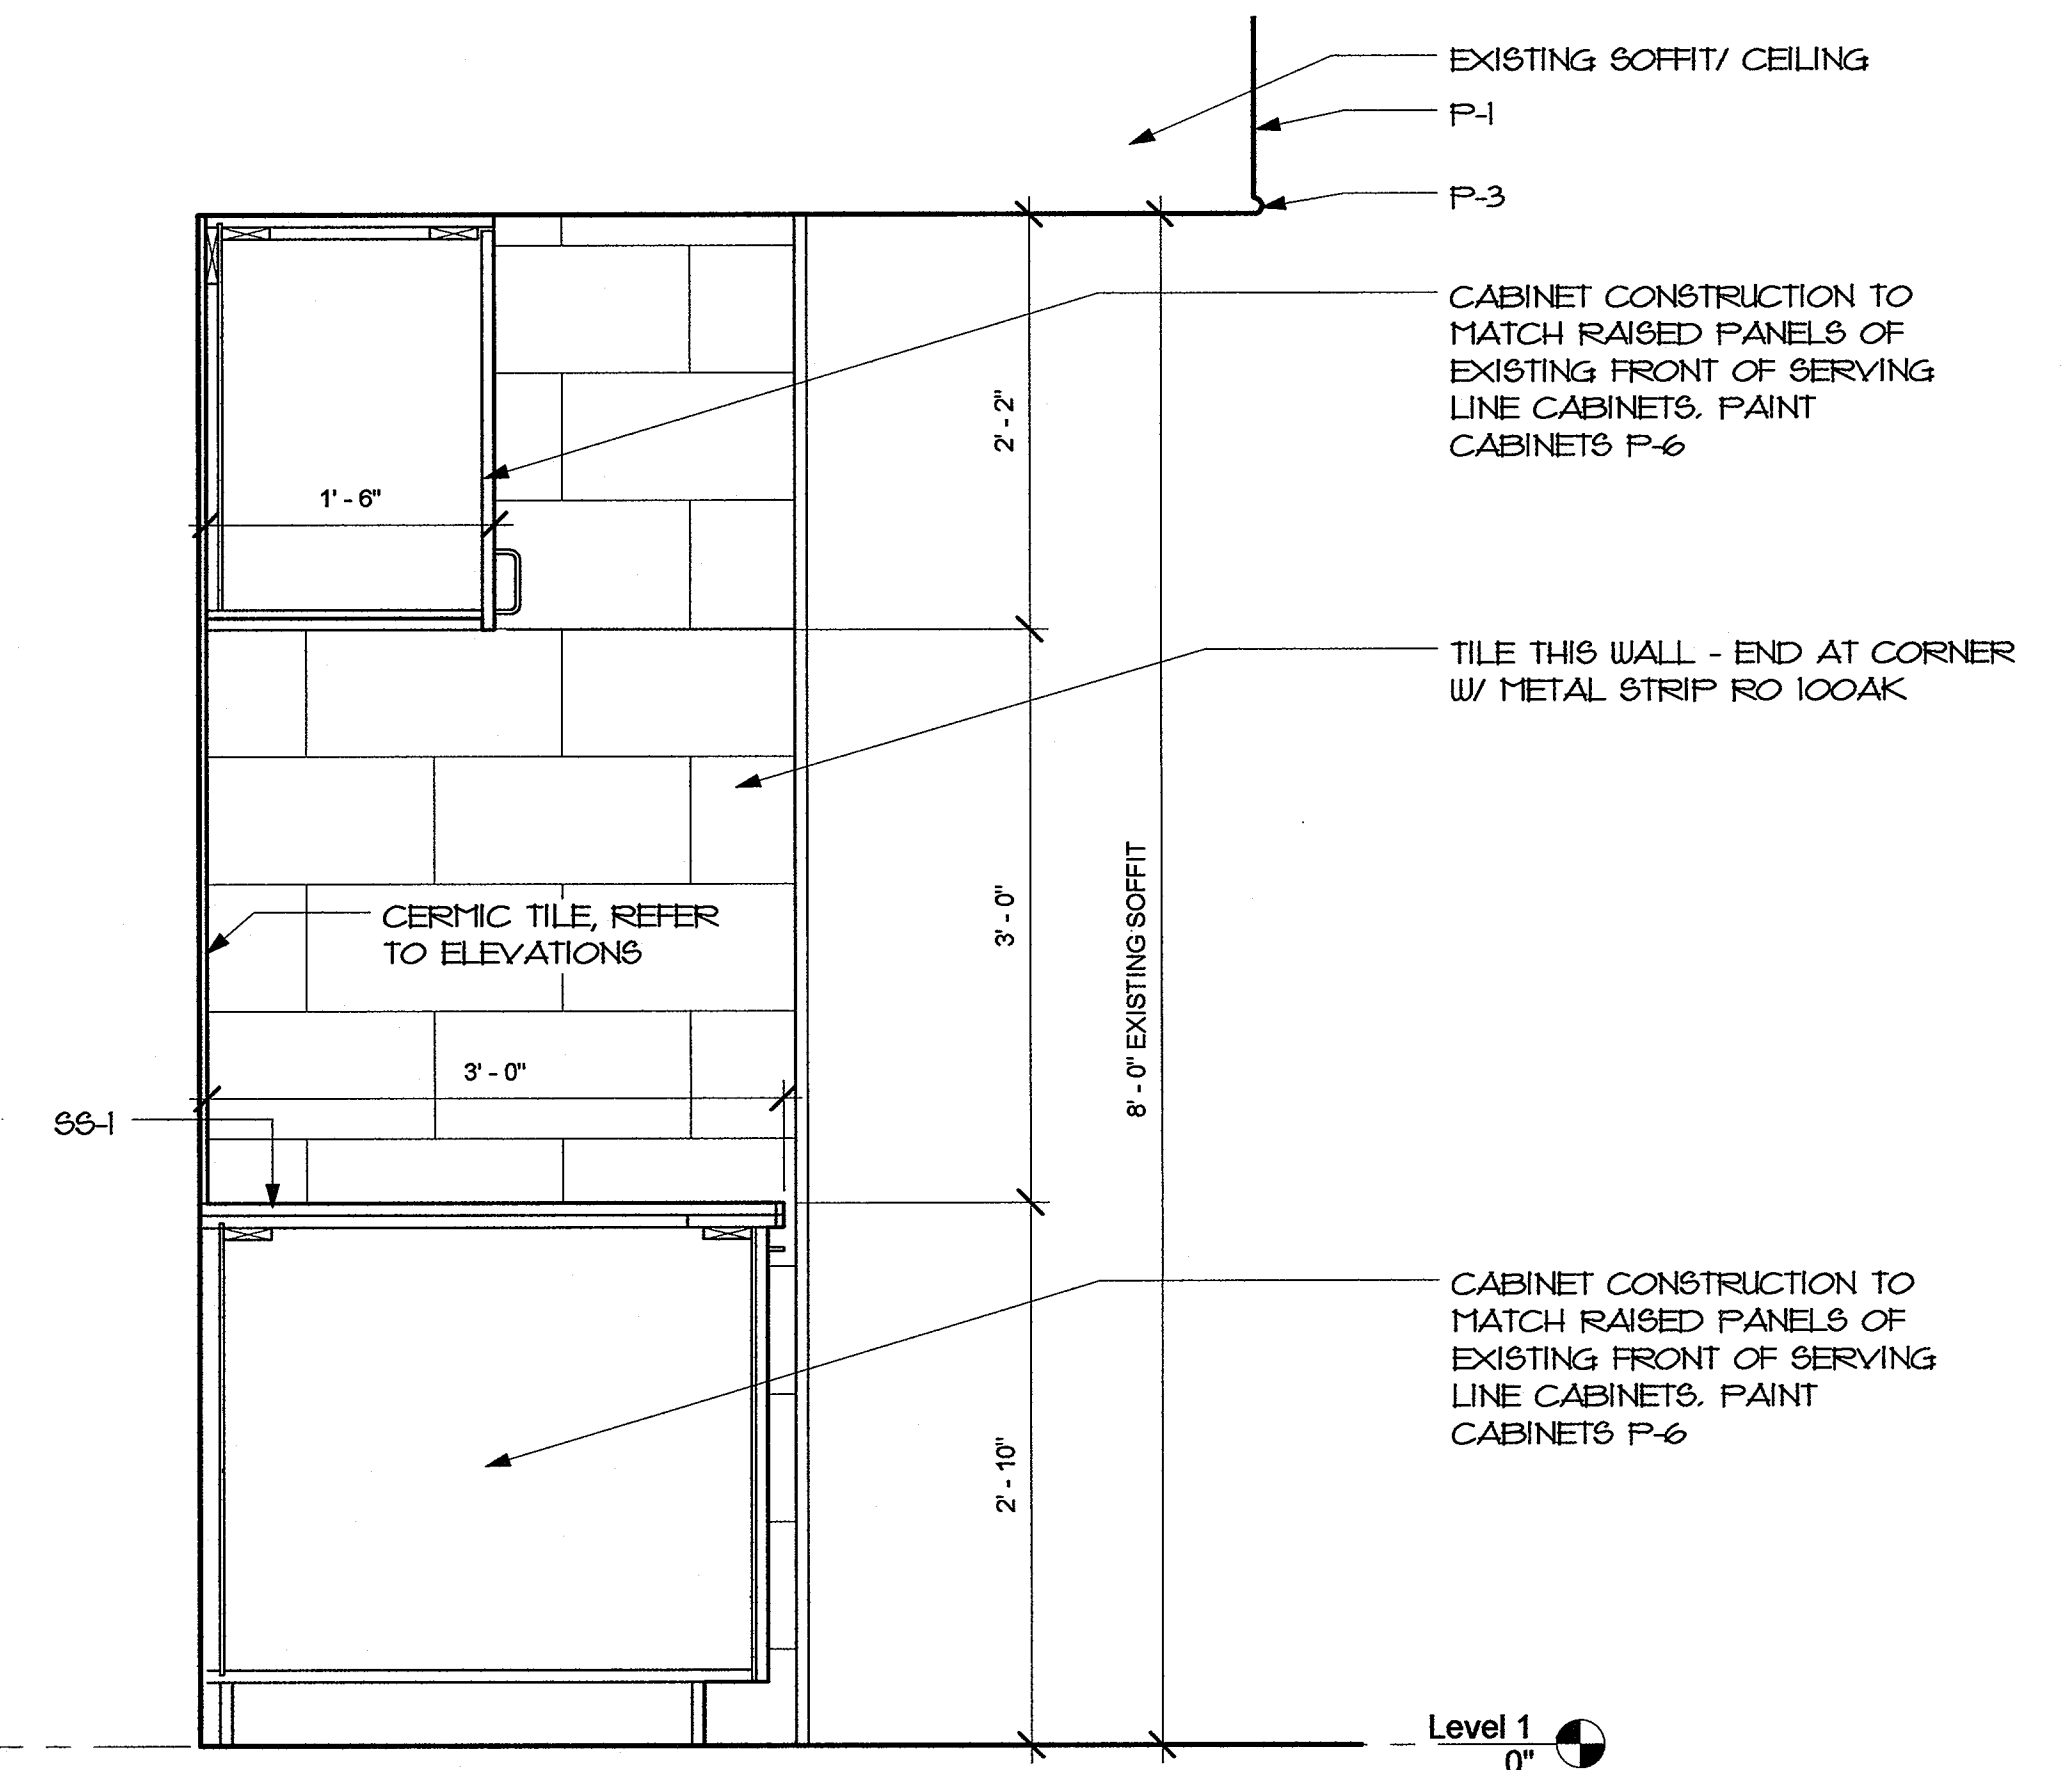 EXISTING SOFFIT/ CEILING
P-1
P-3
CABINET CONSTRUCTION TO
MATCH RAISED PANELS OF
EXISTING FRONT OF SERVING
LINE CABINETS. PAINT
CABINETS P-6
2' - 2"
1' - 6"
TILE THIS WALL - END AT CORNER
W/ METAL STRIP RO 100AK
CERMIC TILE, REFER
TO ELEVATIONS
3' - 0"
8' - 0" EXISTING SOFFIT
3' - 0"
SS-1
CABINET CONSTRUCTION TO
MATCH RAISED PANELS OF
EXISTING FRONT OF SERVING
LINE CABINETS. PAINT
CABINETS P-6
2' - 10"
Level 1
0"